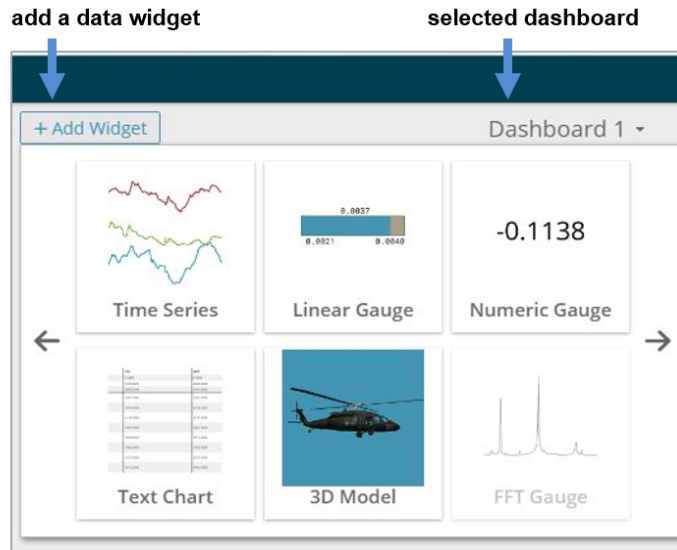 add a data widget
selected dashboard
+ Add Widget
Dashboard 1
0.0037
0.0021 0.0040
-0.1138
Time Series
Linear Gauge
Numeric Gauge
Text Chart
3D Model
FFT Gauge